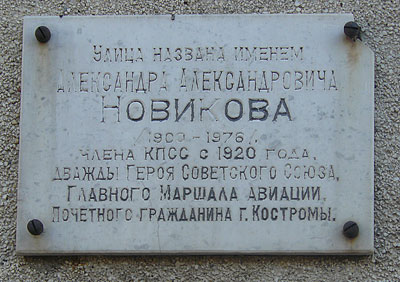 Улица названа именем
Александра Александровича
Новикова
/1900-1976/.
члена КПСС с 1920 года,
дважды Героя Советского Союза,
Главного Маршала авиации,
Почетного гражданина г. Костромы.